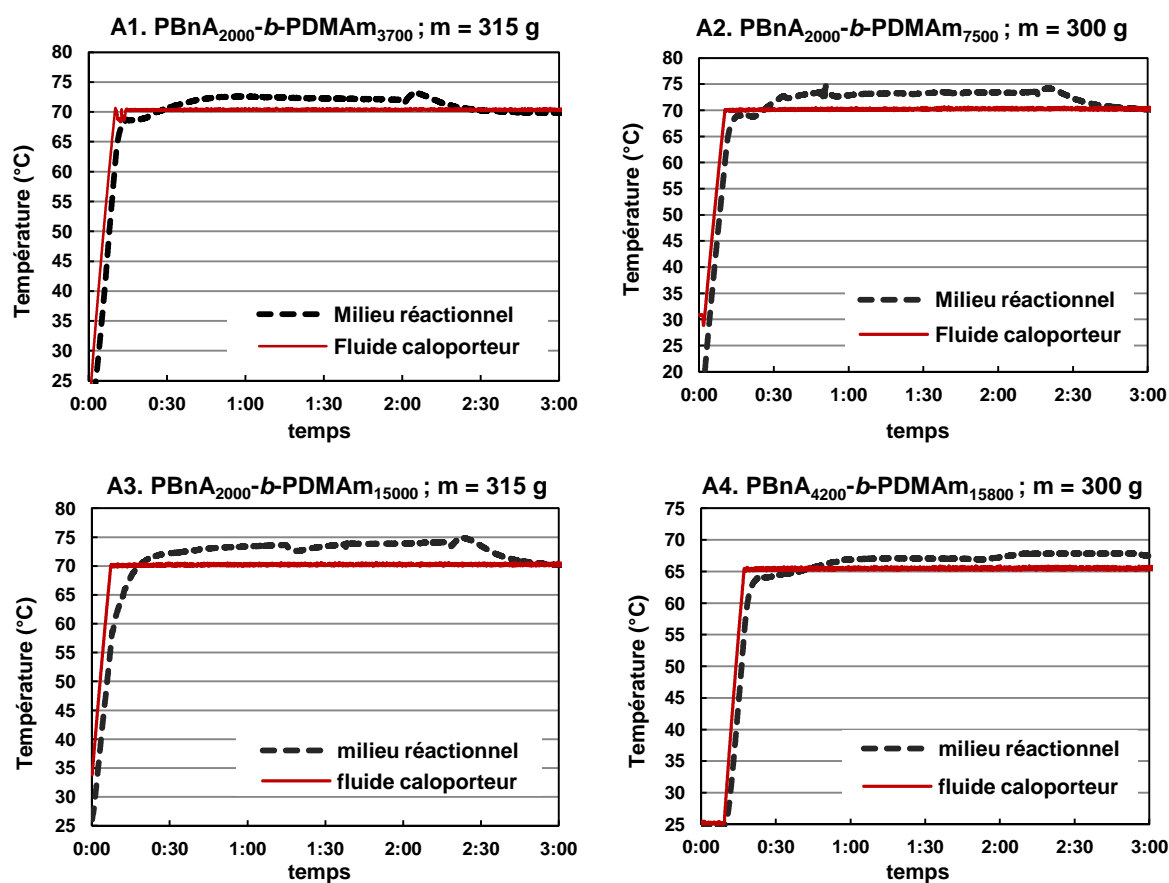 A1. PBnA2000-b-PDMAm3700 ; m = 315 g
80
75
70
65
60
55
50
45
40
35
30
25
Température (°C)
Milieu réactionnel
Fluide caloporteur
0:00 0:30 1:00 1:30 2:00 2:30 3:00
temps
A2. PBnA2000-b-PDMAm7500 ; m = 300 g
80
75
70
65
60
55
50
45
40
35
30
25
20
Température (°C)
Milieu réactionnel
Fluide caloporteur
0:00 0:30 1:00 1:30 2:00 2:30 3:00
temps
A3. PBnA2000-b-PDMAm15000 ; m = 315 g
80
75
70
65
60
55
50
45
40
35
30
25
Température (°C)
milieu réactionnel
fluide caloporteur
0:00 0:30 1:00 1:30 2:00 2:30 3:00
temps
A4. PBnA4200-b-PDMAm15800 ; m = 300 g
75
70
65
60
55
50
45
40
35
30
25
Température (°C)
milieu réactionnel
fluide caloporteur
0:00 0:30 1:00 1:30 2:00 2:30 3:00
temps